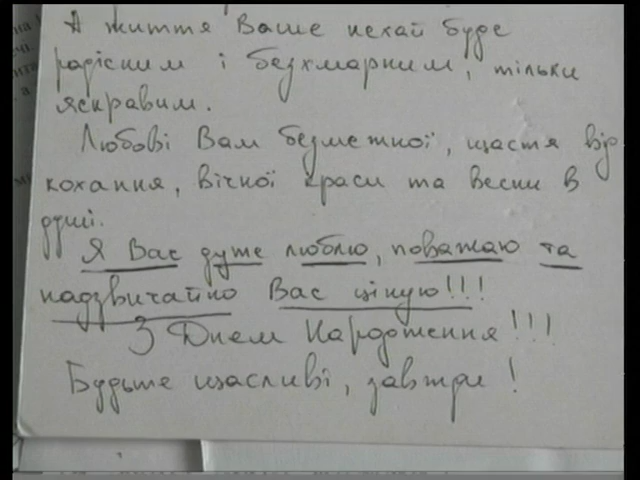 А життя Ваше нехай буде
радісним і безхмарним, тільки
яскравим.
Любові Вам безмежної, щастя від
кохання, вічної краси та весни в
душі.
Я Вас дуже люблю, поважаю та
надзвичайно Вас ціную!!!
З Днем Народження!!!
Будьте щасливі, завжди!